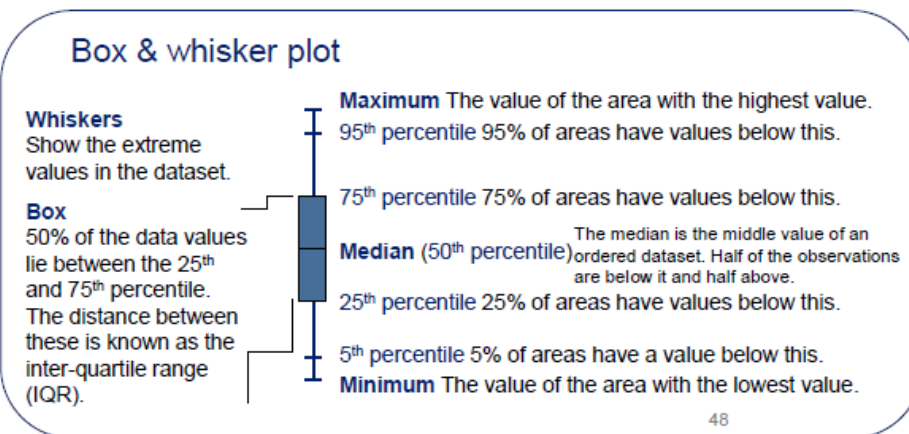 Box & whisker plot
Whiskers
Show the extreme
values in the dataset.
Box
50% of the data values
lie between the 25th
and 75th percentile.
The distance between
these is known as the
inter-quartile range
(IQR).
Maximum The value of the area with the highest value.
95th percentile 95% of areas have values below this.
75th percentile 75% of areas have values below this.
Median (50th percentile)
The median is the middle value of an
ordered dataset. Half of the observations
are below it and half above.
25th percentile 25% of areas have values below this.
5th percentile 5% of areas have a value below this.
Minimum The value of the area with the lowest value.
48